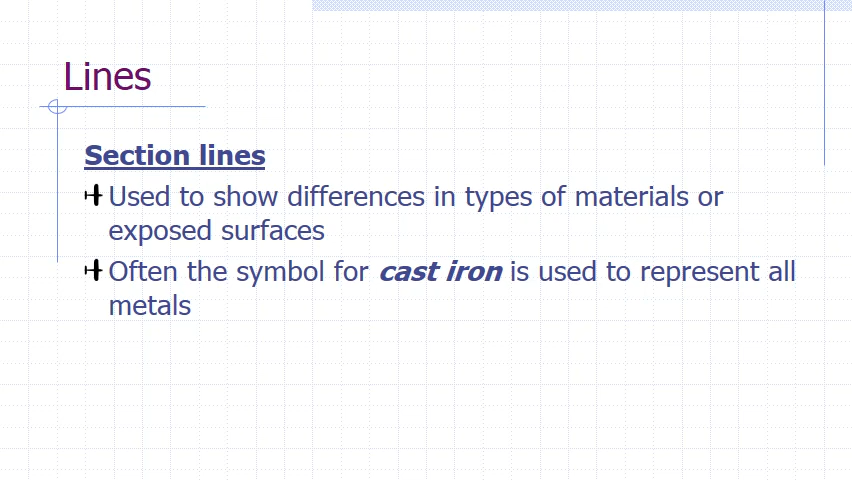 Lines
Section lines
Used to show differences in types of materials or
exposed surfaces
Often the symbol for cast iron is used to represent all
metals